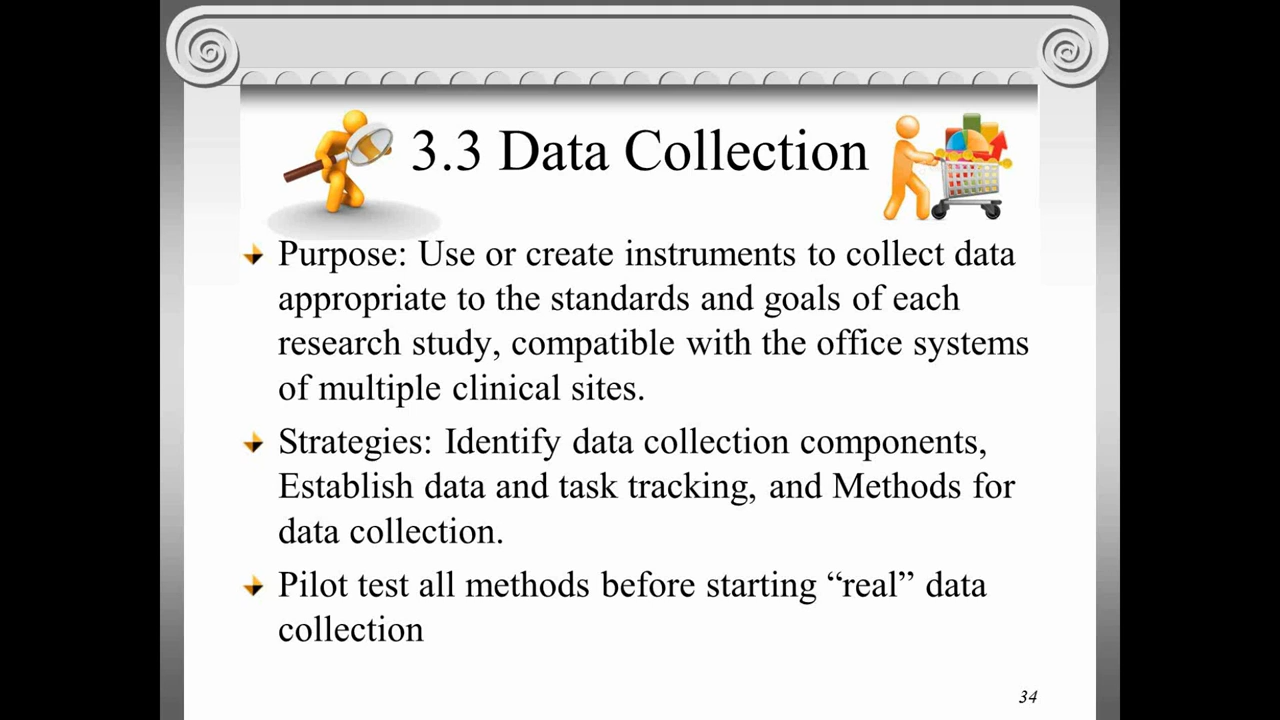 3.3 Data Collection
Purpose: Use or create instruments to collect data
appropriate to the standards and goals of each
research study, compatible with the office systems
of multiple clinical sites.
Strategies: Identify data collection components,
Establish data and task tracking, and Methods for
data collection.
Pilot test all methods before starting “real” data
collection
34